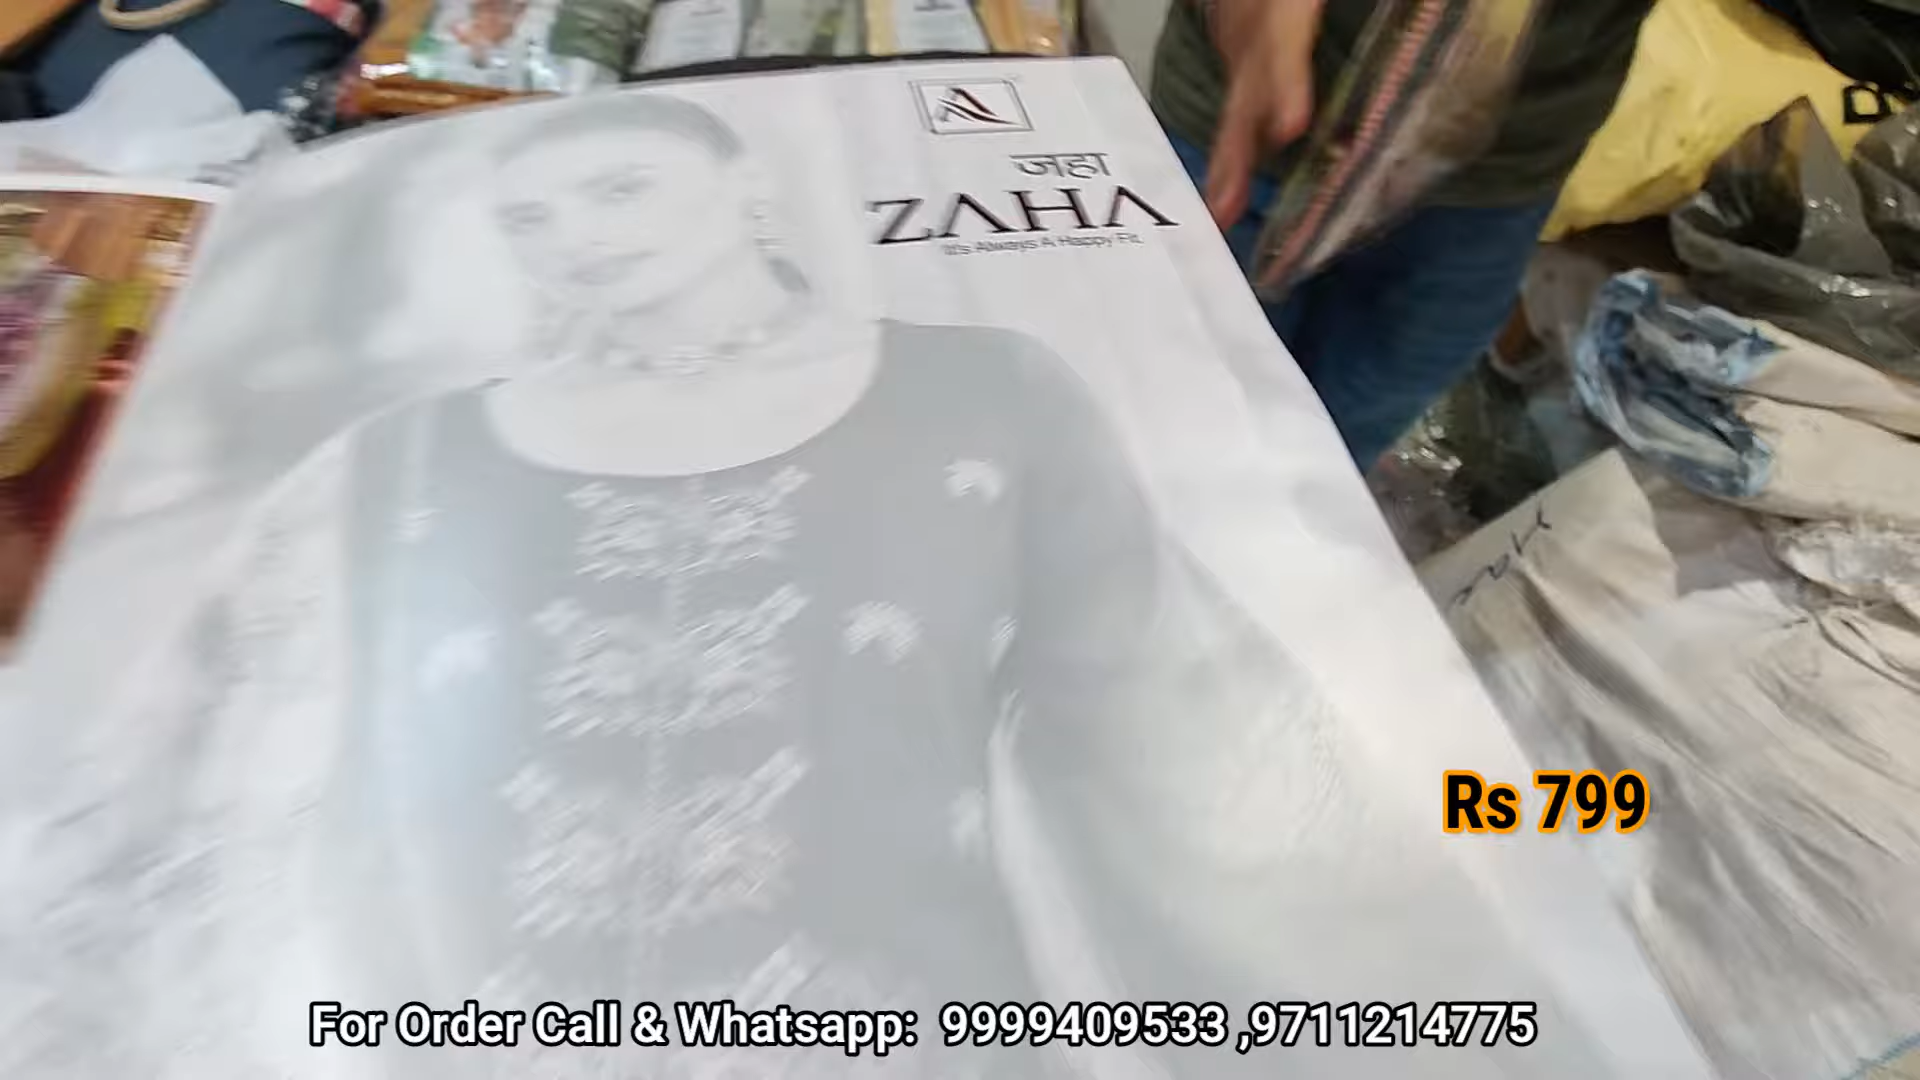 जहा
ZAHA
It's Always A Happy Fit
Rs 799
For Order Call & Whatsapp: 9999409533 ,9711214775